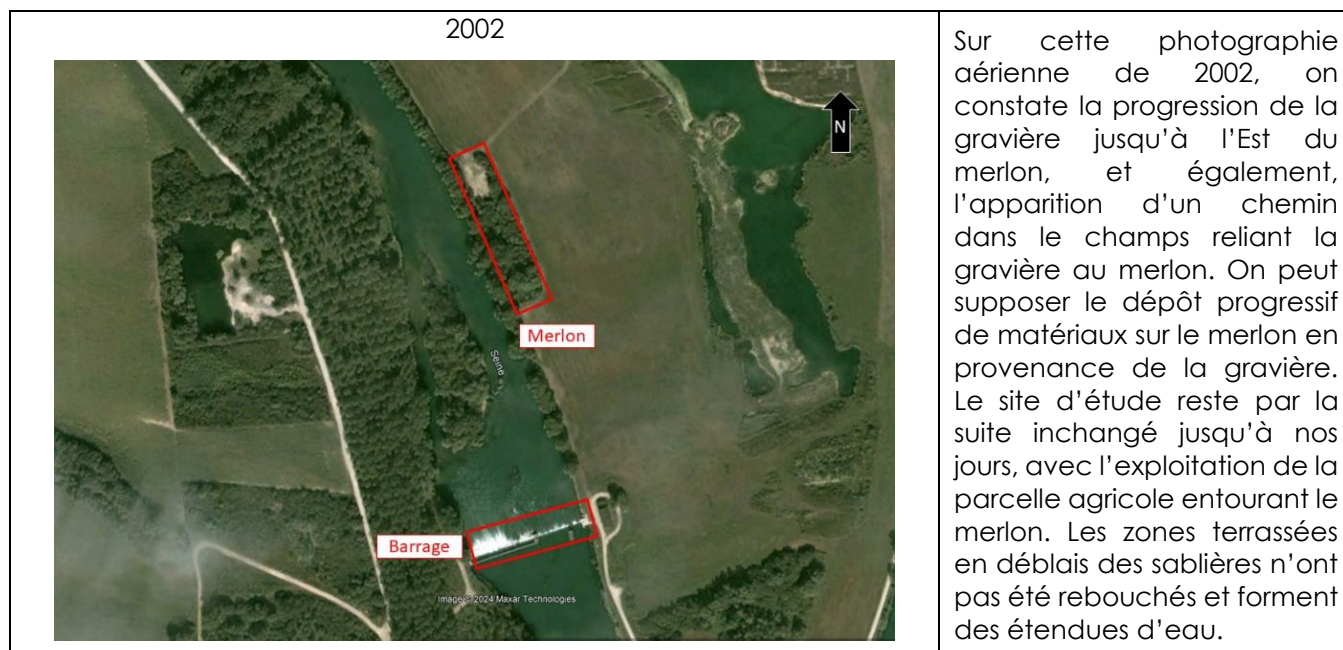 2002
N
Merlon
Seine
Barrage
Image © 2024 Maxar Technologies
Sur cette photographie
aérienne de 2002, on
constate la progression de la
gravière jusqu’à l’Est du
merlon, et également,
l’apparition d’un chemin
dans le champs reliant la
gravière au merlon. On peut
supposer le dépôt progressif
de matériaux sur le merlon en
provenance de la gravière.
Le site d’étude reste par la
suite inchangé jusqu’à nos
jours, avec l’exploitation de la
parcelle agricole entourant le
merlon. Les zones terrassées
en déblais des sablières n’ont
pas été rebouchés et forment
des étendues d’eau.